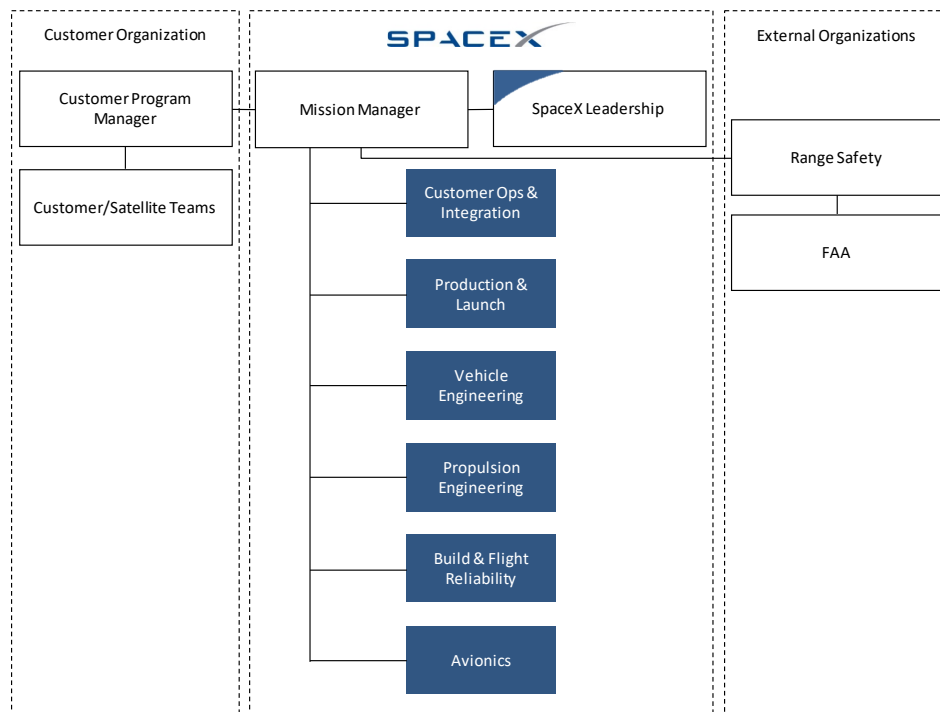 Customer Organization
SPACEX
External Organizations
Customer Program
Manager
Mission Manager
SpaceX Leadership
Range Safety
Customer/Satellite Teams
Customer Ops &
Integration
FAA
Production &
Launch
Vehicle
Engineering
Propulsion
Engineering
Build & Flight
Reliability
Avionics